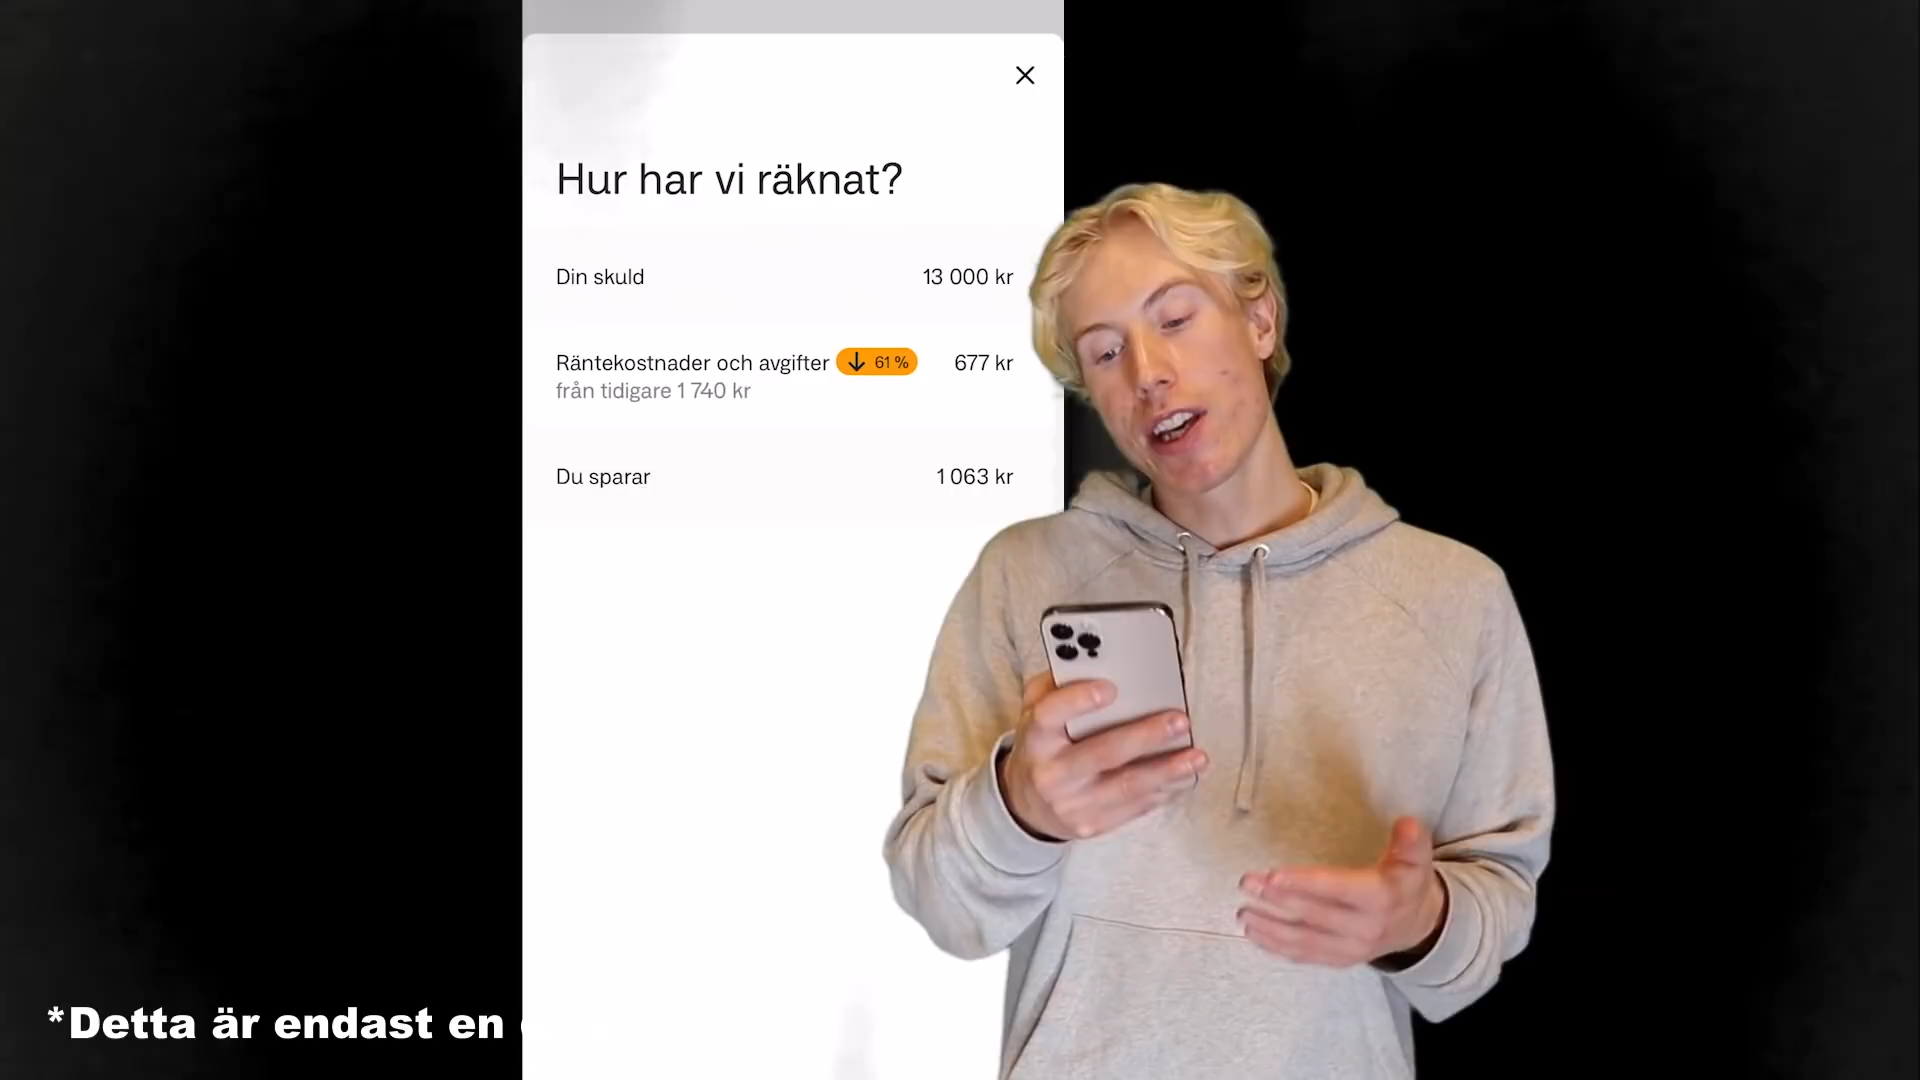 Hur har vi räknat?
Din skuld 13 000 kr
Räntekostnader och avgifter ↓ 61 % 677 kr
från tidigare 1 740 kr
Du sparar 1 063 kr
*Detta är endast en